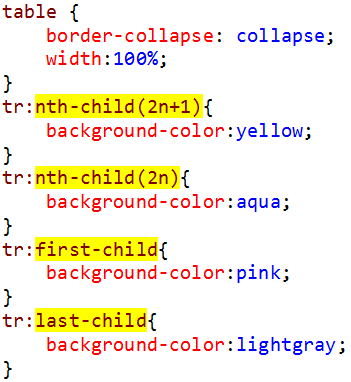 table {
    border-collapse: collapse;
    width:100%;
}
tr:nth-child(2n+1){
    background-color:yellow;
}
tr:nth-child(2n){
    background-color:aqua;
}
tr:first-child{
    background-color:pink;
}
tr:last-child{
    background-color:lightgray;
}